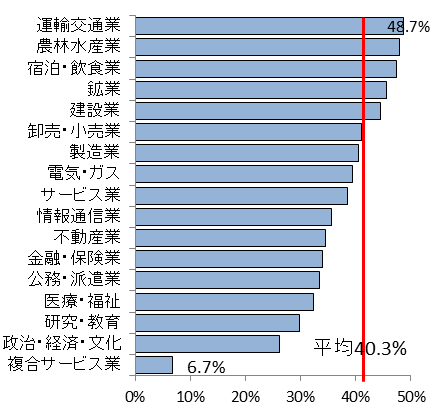 運輸交通業
48.7%
農林水産業
宿泊・飲食業
鉱業
建設業
卸売・小売業
製造業
電気・ガス
サービス業
情報通信業
不動産業
金融・保険業
公務・派遣業
医療・福祉
研究・教育
政治・経済・文化
平均40.3%
複合サービス業
6.7%
0% 10% 20% 30% 40% 50%